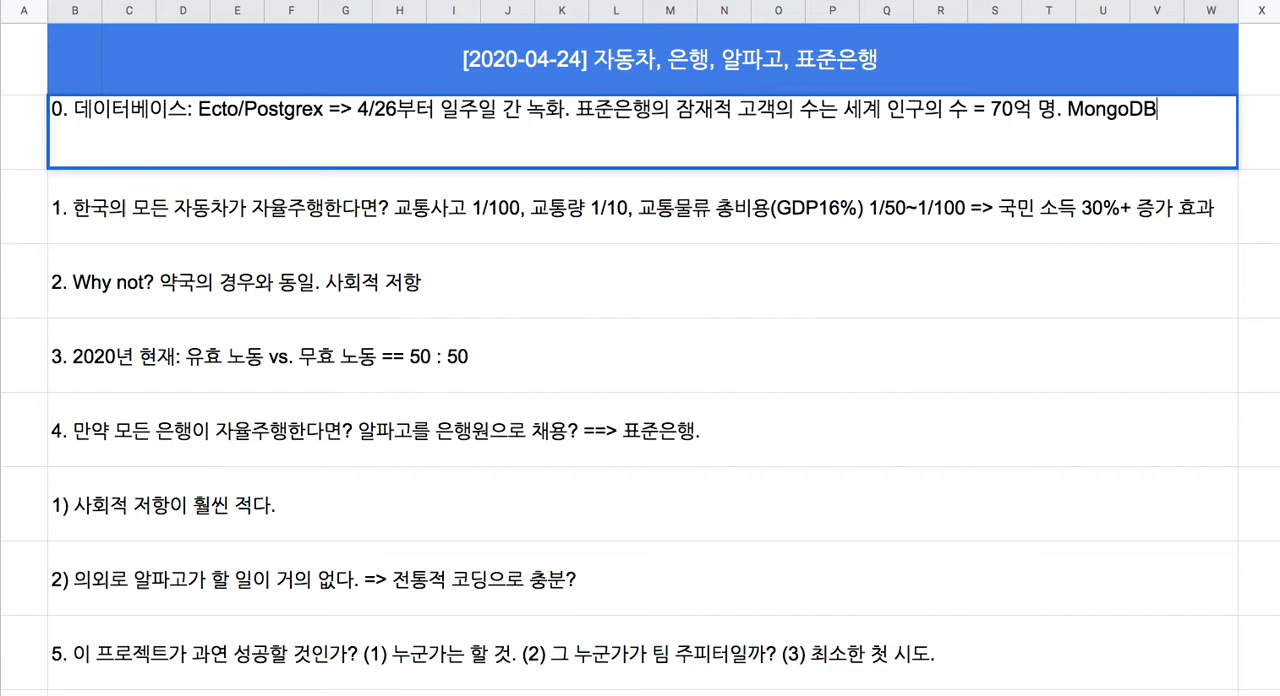 A B C D E F G H I J K L M N O P Q R S T U V W X
[2020-04-24] 자동차, 은행, 알파고, 표준은행
0. 데이터베이스: Ecto/Postgrex => 4/26부터 일주일 간 녹화. 표준은행의 잠재적 고객의 수는 세계 인구의 수 = 70억 명. MongoDB
1. 한국의 모든 자동차가 자율주행한다면? 교통사고 1/100, 교통량 1/10, 교통물류 총비용(GDP16%) 1/50~1/100 => 국민 소득 30%+ 증가 효과
2. Why not? 약국의 경우와 동일. 사회적 저항
3. 2020년 현재: 유효 노동 vs. 무효 노동 == 50 : 50
4. 만약 모든 은행이 자율주행한다면? 알파고를 은행원으로 채용? ==> 표준은행.
1) 사회적 저항이 훨씬 적다.
2) 의외로 알파고가 할 일이 거의 없다. => 전통적 코딩으로 충분?
5. 이 프로젝트가 과연 성공할 것인가? (1) 누군가는 할 것. (2) 그 누군가가 팀 주피터일까? (3) 최소한 첫 시도.